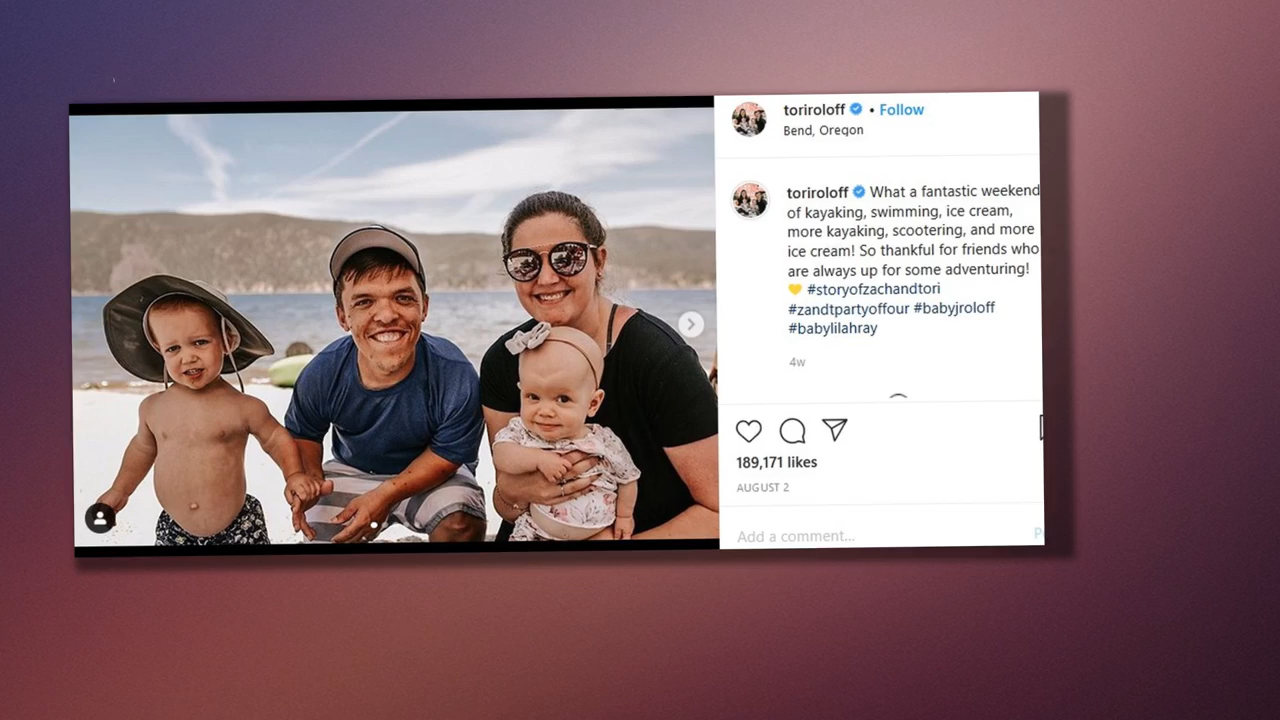 toriroloff • Follow
Bend, Oregon
toriroloff What a fantastic weekend
of kayaking, swimming, ice cream,
more kayaking, scootering, and more
ice cream! So thankful for friends who
are always up for some adventuring!
💛 #storyofzachandtori
#zandtpartyoffour #babyjroloff
#babylilahray
4w
189,171 likes
AUGUST 2
Add a comment...
P